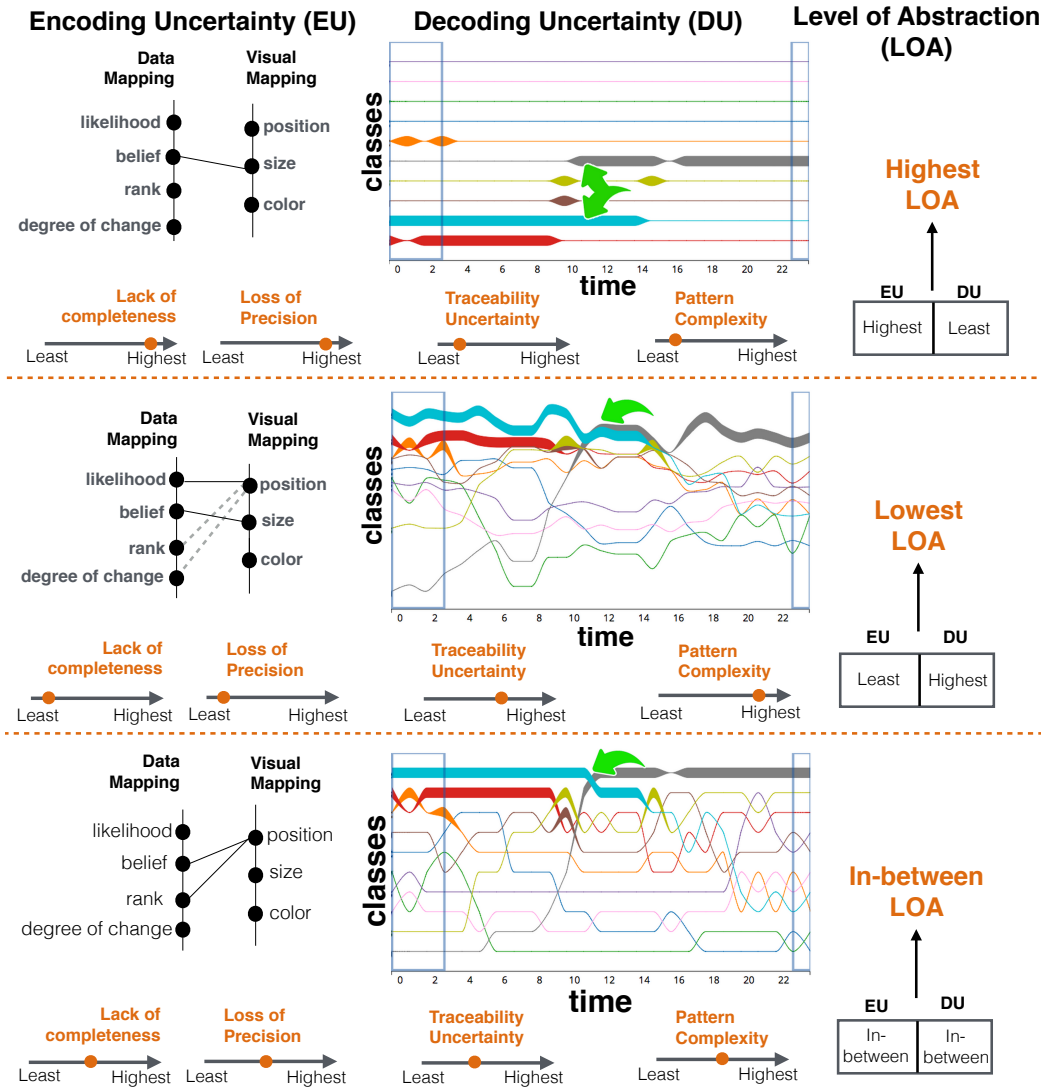 Encoding Uncertainty (EU)
Decoding Uncertainty (DU)
Level of Abstraction
(LOA)
Data
Mapping
Visual
Mapping
likelihood
belief
rank
degree of change
position
size
color
classes
0 2 4 6 8 10 12 14 16 18 20 22
time
Highest
LOA
EU DU
Highest Least
Lack of
completeness
Least Highest
Loss of
Precision
Least Highest
Traceability
Uncertainty
Least Highest
Pattern
Complexity
Least Highest
Data
Mapping
Visual
Mapping
likelihood
belief
rank
degree of change
position
size
color
classes
0 2 4 6 8 10 12 14 16 18 20 22
time
Lowest
LOA
EU DU
Least Highest
Lack of
completeness
Least Highest
Loss of
Precision
Least Highest
Traceability
Uncertainty
Least Highest
Pattern
Complexity
Least Highest
Data
Mapping
Visual
Mapping
likelihood
belief
rank
degree of change
position
size
color
classes
0 2 4 6 8 10 12 14 16 18 20 22
time
In-between
LOA
EU DU
In-
between
In-
between
Lack of
completeness
Least Highest
Loss of
Precision
Least Highest
Traceability
Uncertainty
Least Highest
Pattern
Complexity
Least Highest